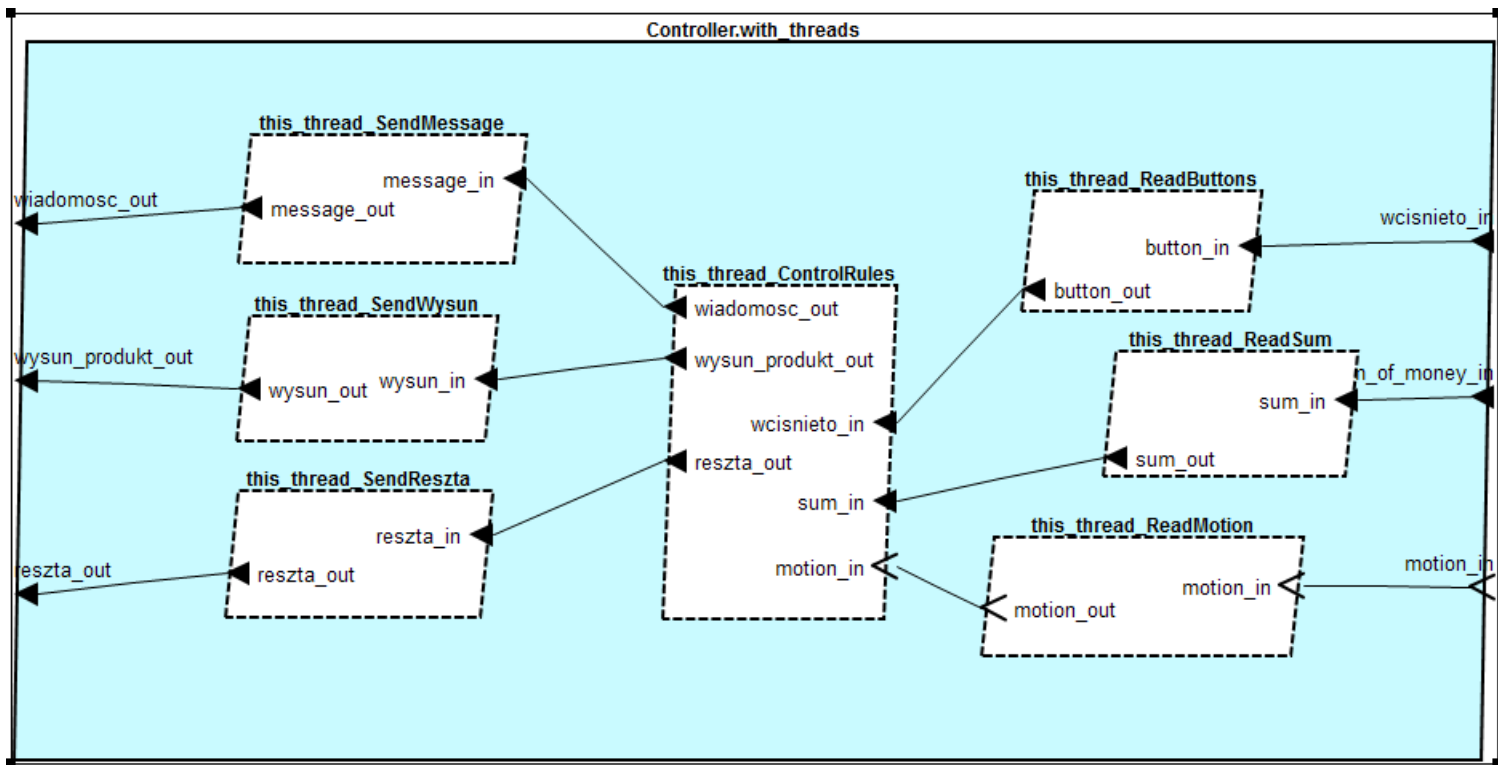 Controller.with_threads
this_thread_SendMessage
message_in
message_out
wiadomosc_out
this_thread_SendWysun
wysun_in
wysun_out
wysun_produkt_out
this_thread_SendReszta
reszta_in
reszta_out
reszta_out
this_thread_ControlRules
wiadomosc_out
wysun_produkt_out
wcisnieto_in
reszta_out
sum_in
motion_in
this_thread_ReadButtons
button_in
button_out
wcisnieto_in
this_thread_ReadSum
sum_in
sum_out
n_of_money_in
this_thread_ReadMotion
motion_in
motion_out
motion_in